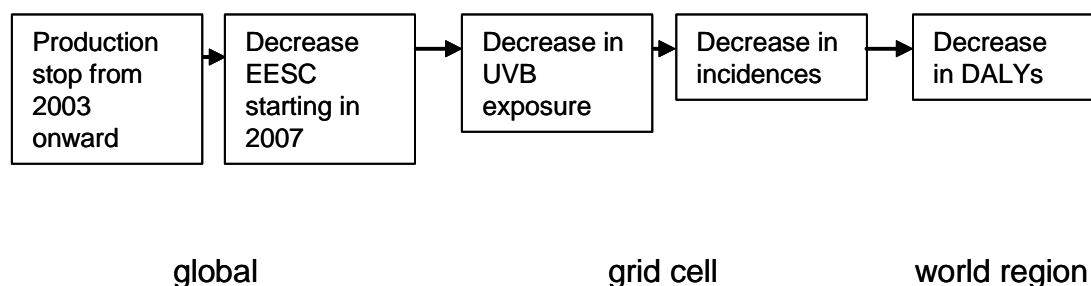 Production
stop from
2003
onward
Decrease
EESC
starting in
2007
Decrease in
UVB
exposure
Decrease in
incidences
Decrease
in DALYs
global
grid cell
world region